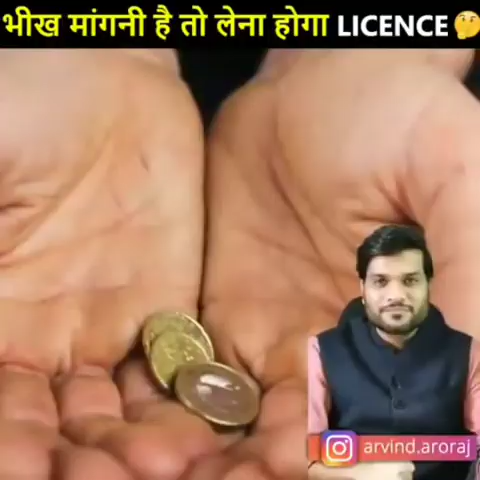 भीख मांगनी है तो लेना होगा LICENCE🤔
arvind.aroraj